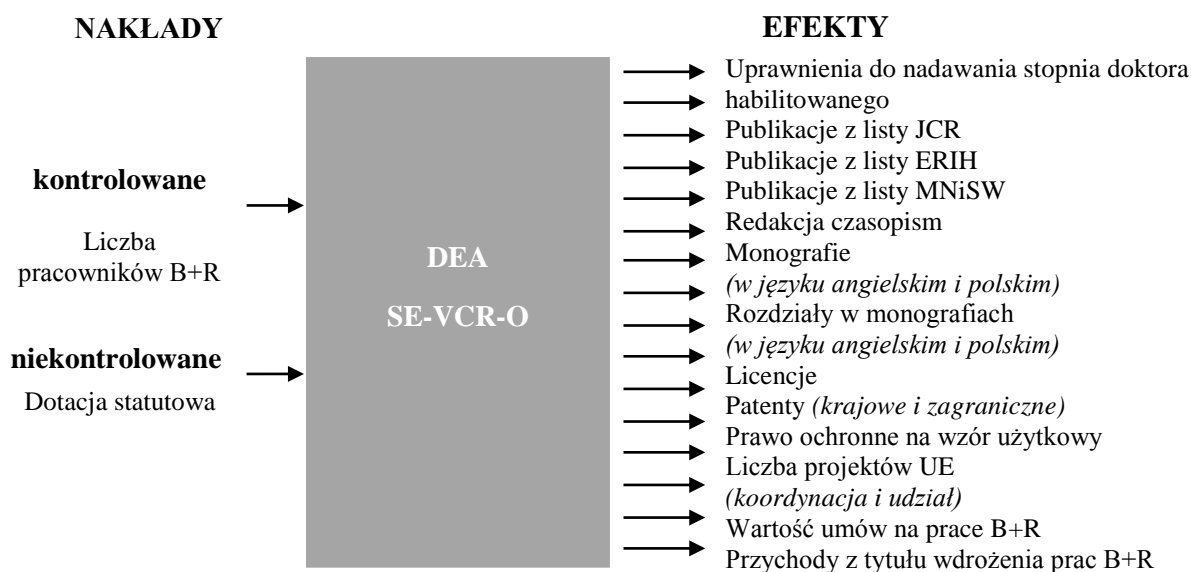 NAKŁADY
kontrolowane
Liczba
pracowników B+R
niekontrolowane
Dotacja statutowa
DEA
SE-VCR-O
EFEKTY
Uprawnienia do nadawania stopnia doktora
habilitowanego
Publikacje z listy JCR
Publikacje z listy ERIH
Publikacje z listy MNiSW
Redakcja czasopism
Monografie
(w języku angielskim i polskim)
Rozdziały w monografiach
(w języku angielskim i polskim)
Licencje
Patenty (krajowe i zagraniczne)
Prawo ochronne na wzór użytkowy
Liczba projektów UE
(koordynacja i udział)
Wartość umów na prace B+R
Przychody z tytułu wdrożenia prac B+R